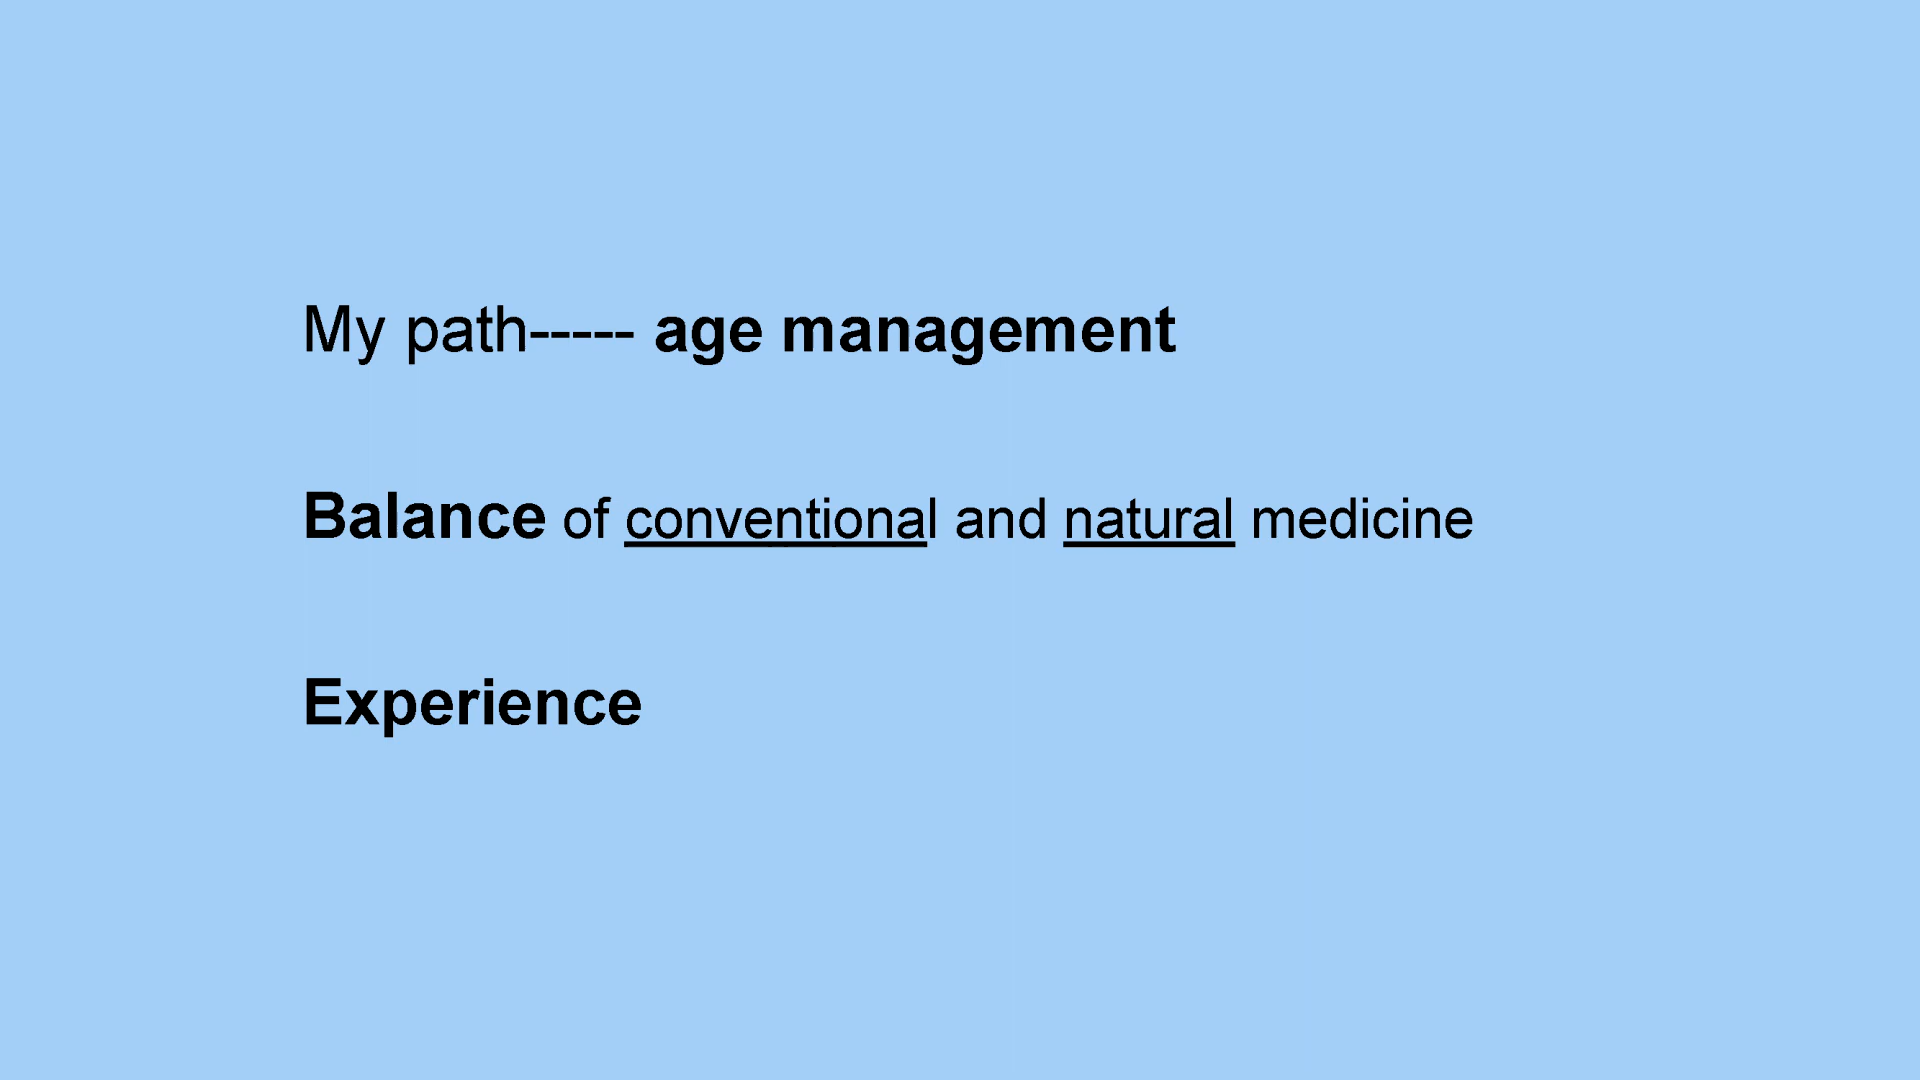 My path----- age management
Balance of conventional and natural medicine
Experience